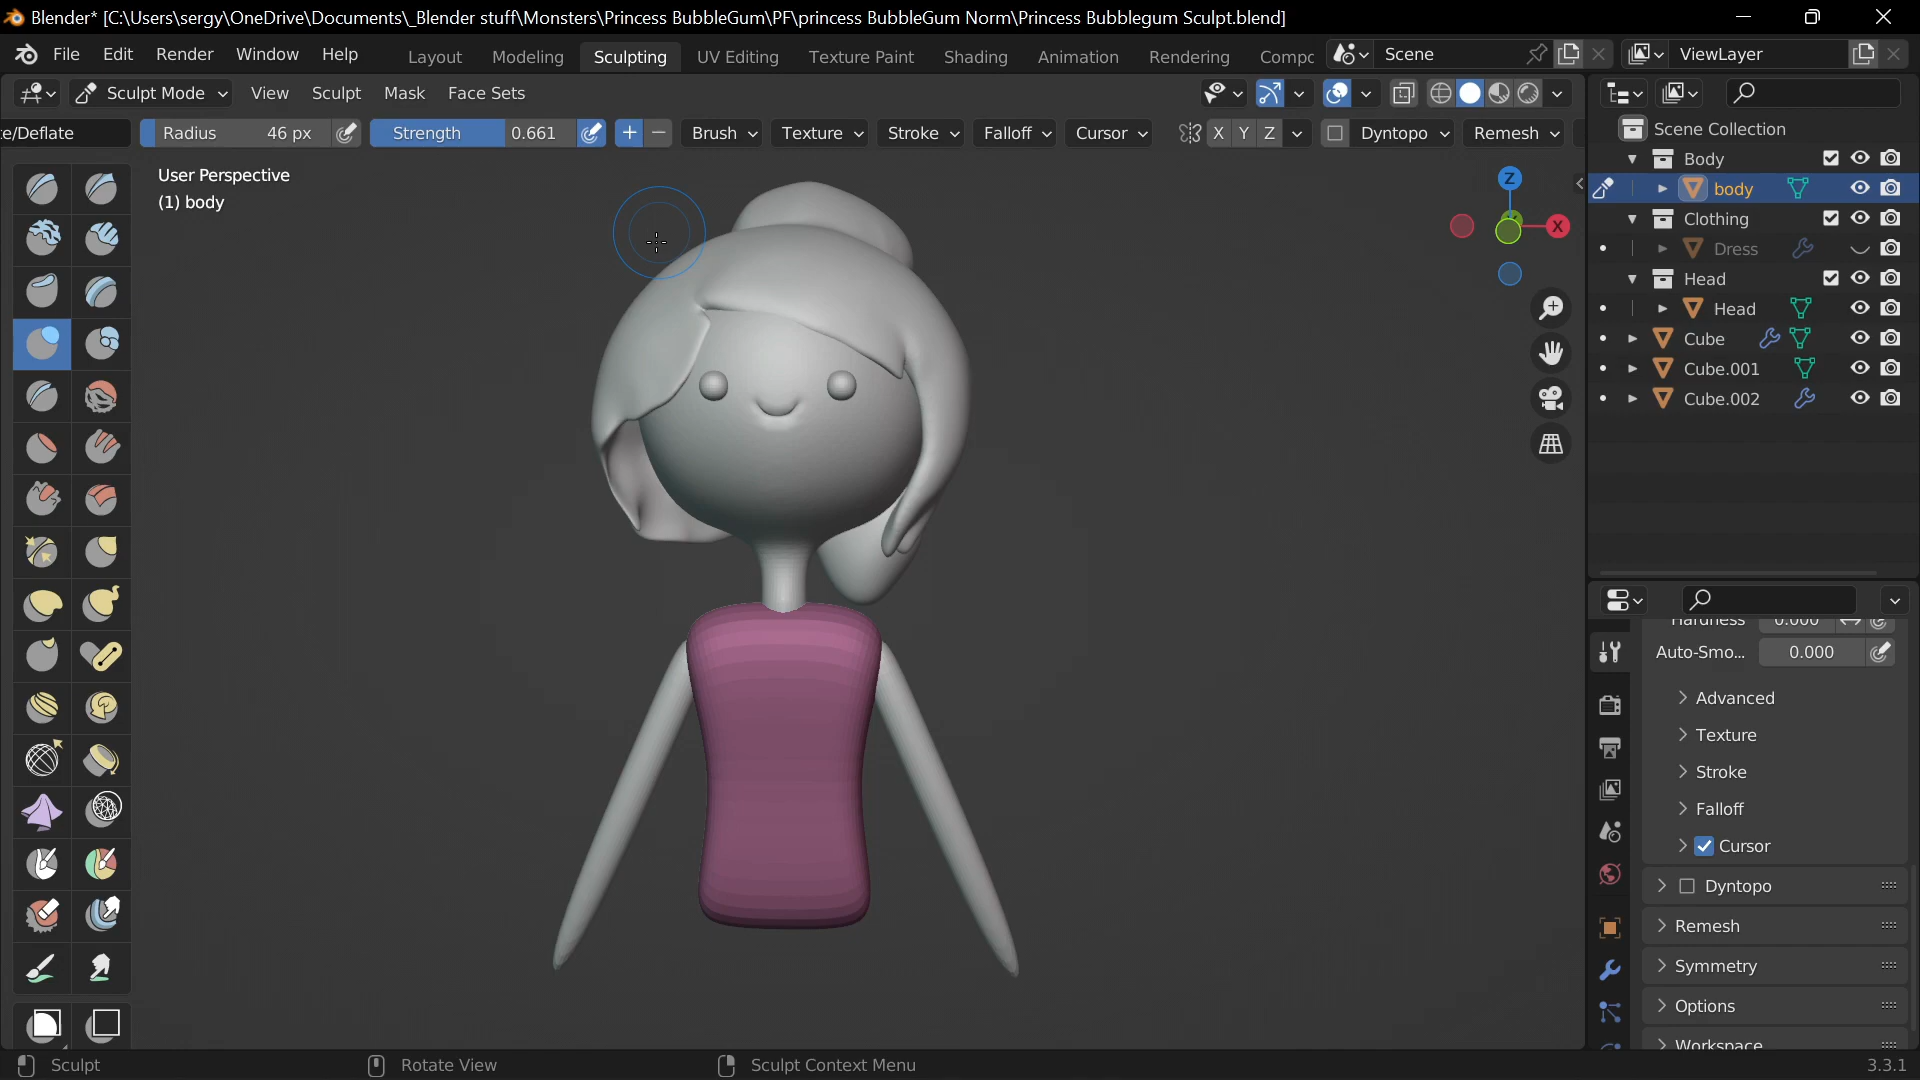 Blender* [C:\Users\sergy\OneDrive\Documents\_Blender stuff\Monsters\Princess BubbleGum\PF\princess BubbleGum Norm\Princess Bubblegum Sculpt.blend]
File Edit Render Window Help Layout Modeling Sculpting UV Editing Texture Paint Shading Animation Rendering Compc Scene ViewLayer
Sculpt Mode View Sculpt Mask Face Sets
e/Deflate Radius 46 px Strength 0.661 + − Brush Texture Stroke Falloff Cursor X Y Z Dyntopo Remesh
User Perspective
(1) body
Z
X
Scene Collection
Body
body
Clothing
Dress
Head
Head
Cube
Cube.001
Cube.002
Hardness 0.000
Auto-Smo... 0.000
Advanced
Texture
Stroke
Falloff
Cursor
Dyntopo
Remesh
Symmetry
Options
Workspace
Sculpt Rotate View Sculpt Context Menu 3.3.1